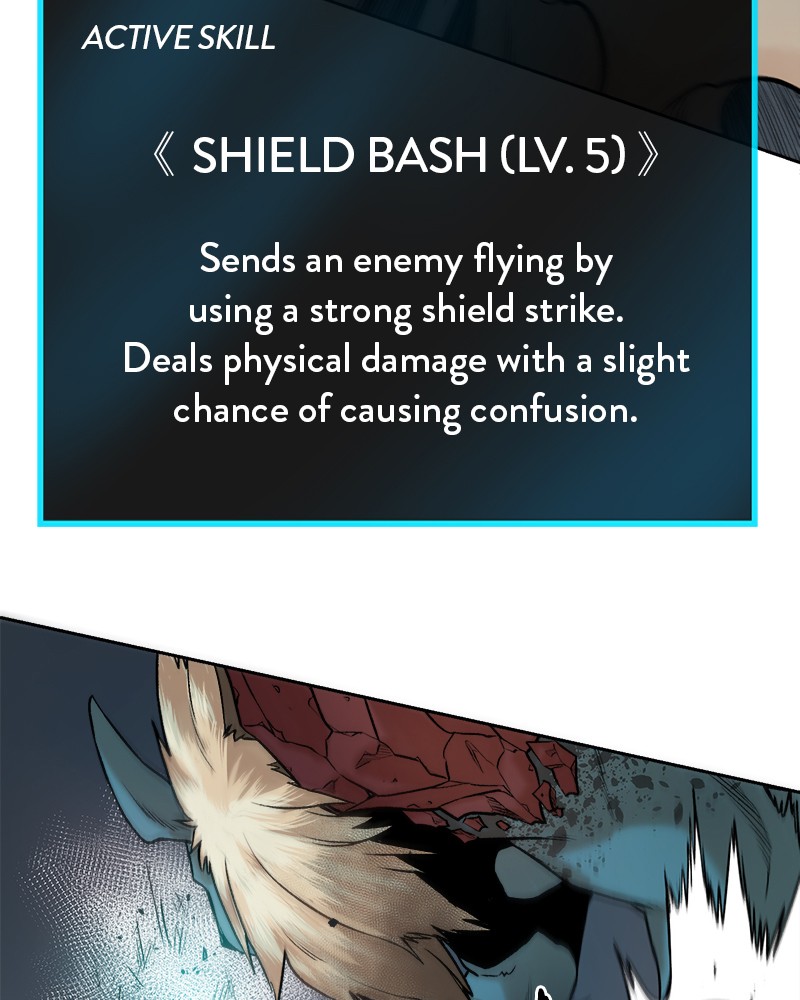 ACTIVE SKILL
《 SHIELD BASH (LV. 5) 》
Sends an enemy flying by
using a strong shield strike.
Deals physical damage with a slight
chance of causing confusion.